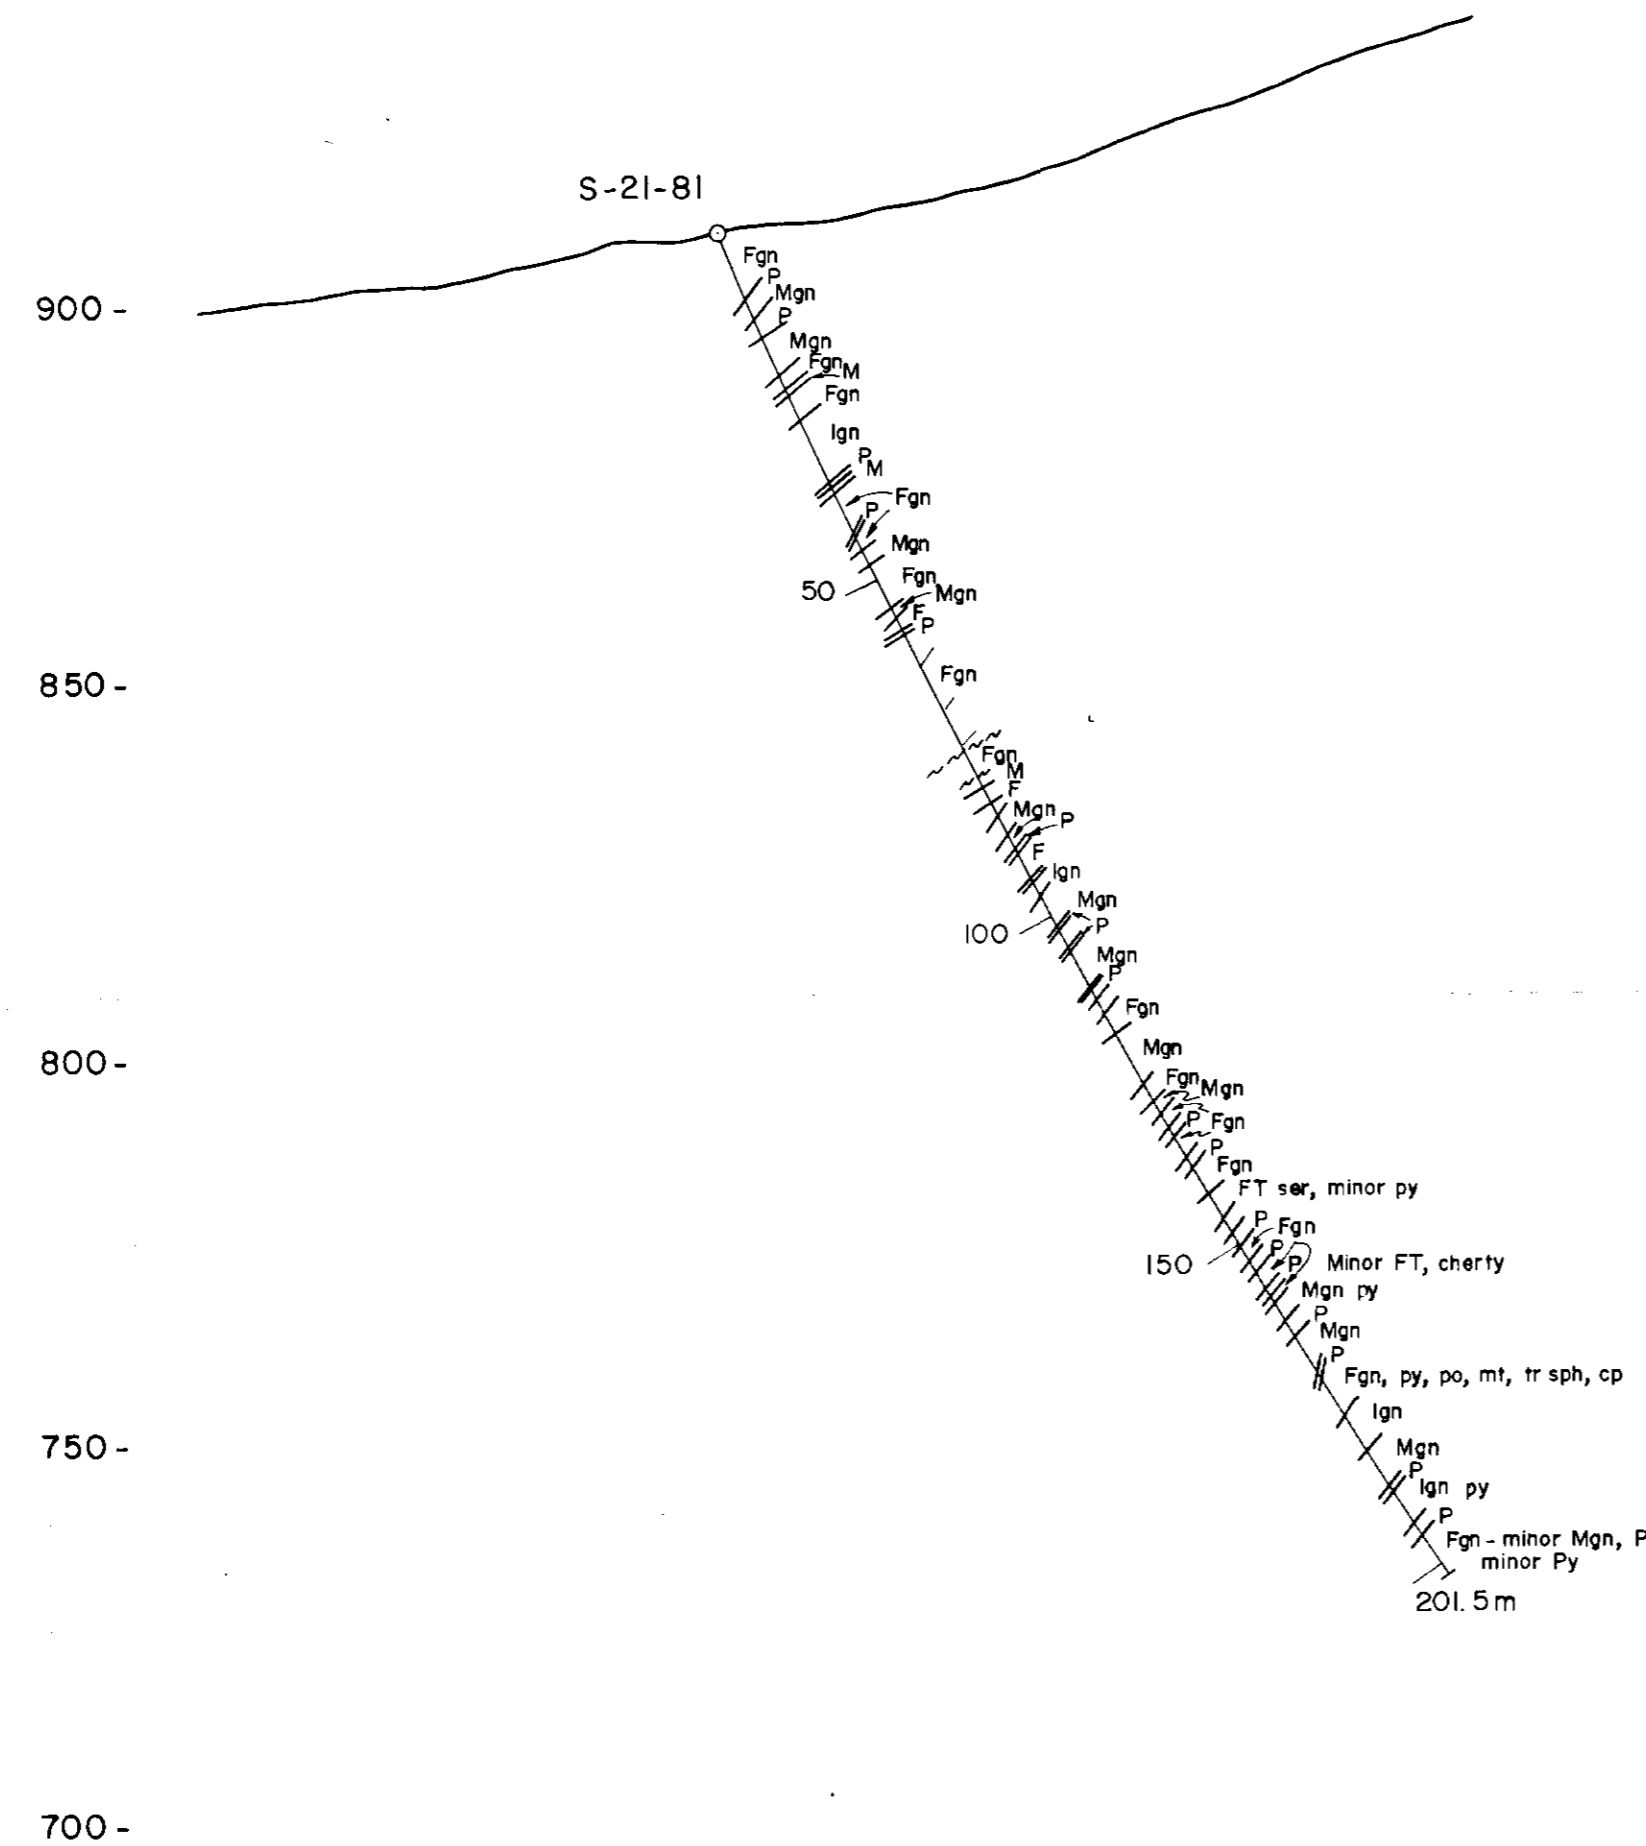 S-21-81
Fgn
P
Mgn
900 -
P
Mgn
Fgn
M
Fgn
Ign
P
M
Fgn
P
Mgn
Fgn
50
Mgn
F
P
850 -
Fgn
Fgn
M
F
Mgn
P
F
Ign
Mgn
P
100
Mgn
P
Fgn
Mgn
800 -
Fgn
Mgn
P
Fgn
P
Fgn
FT ser, minor py
P
Fgn
P
P
150
Minor FT, cherty
Mgn py
P
Mgn
P
Fgn, py, po, mt, tr sph, cp
Ign
Mgn
750 -
P
Ign py
P
Fgn - minor Mgn, P
minor Py
201.5m
700 -